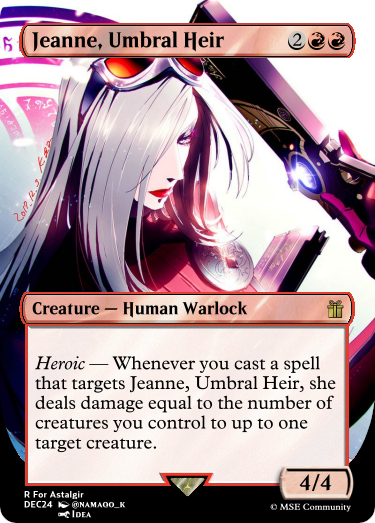 Jeanne, Umbral Heir 2
Creature — Human Warlock
Heroic — Whenever you cast a spell
that targets Jeanne, Umbral Heir, she
deals damage equal to the number of
creatures you control to up to one
target creature.
4/4
R For Astalgir
DEC24 @NAMAOO_K
IDEA
© MSE Community